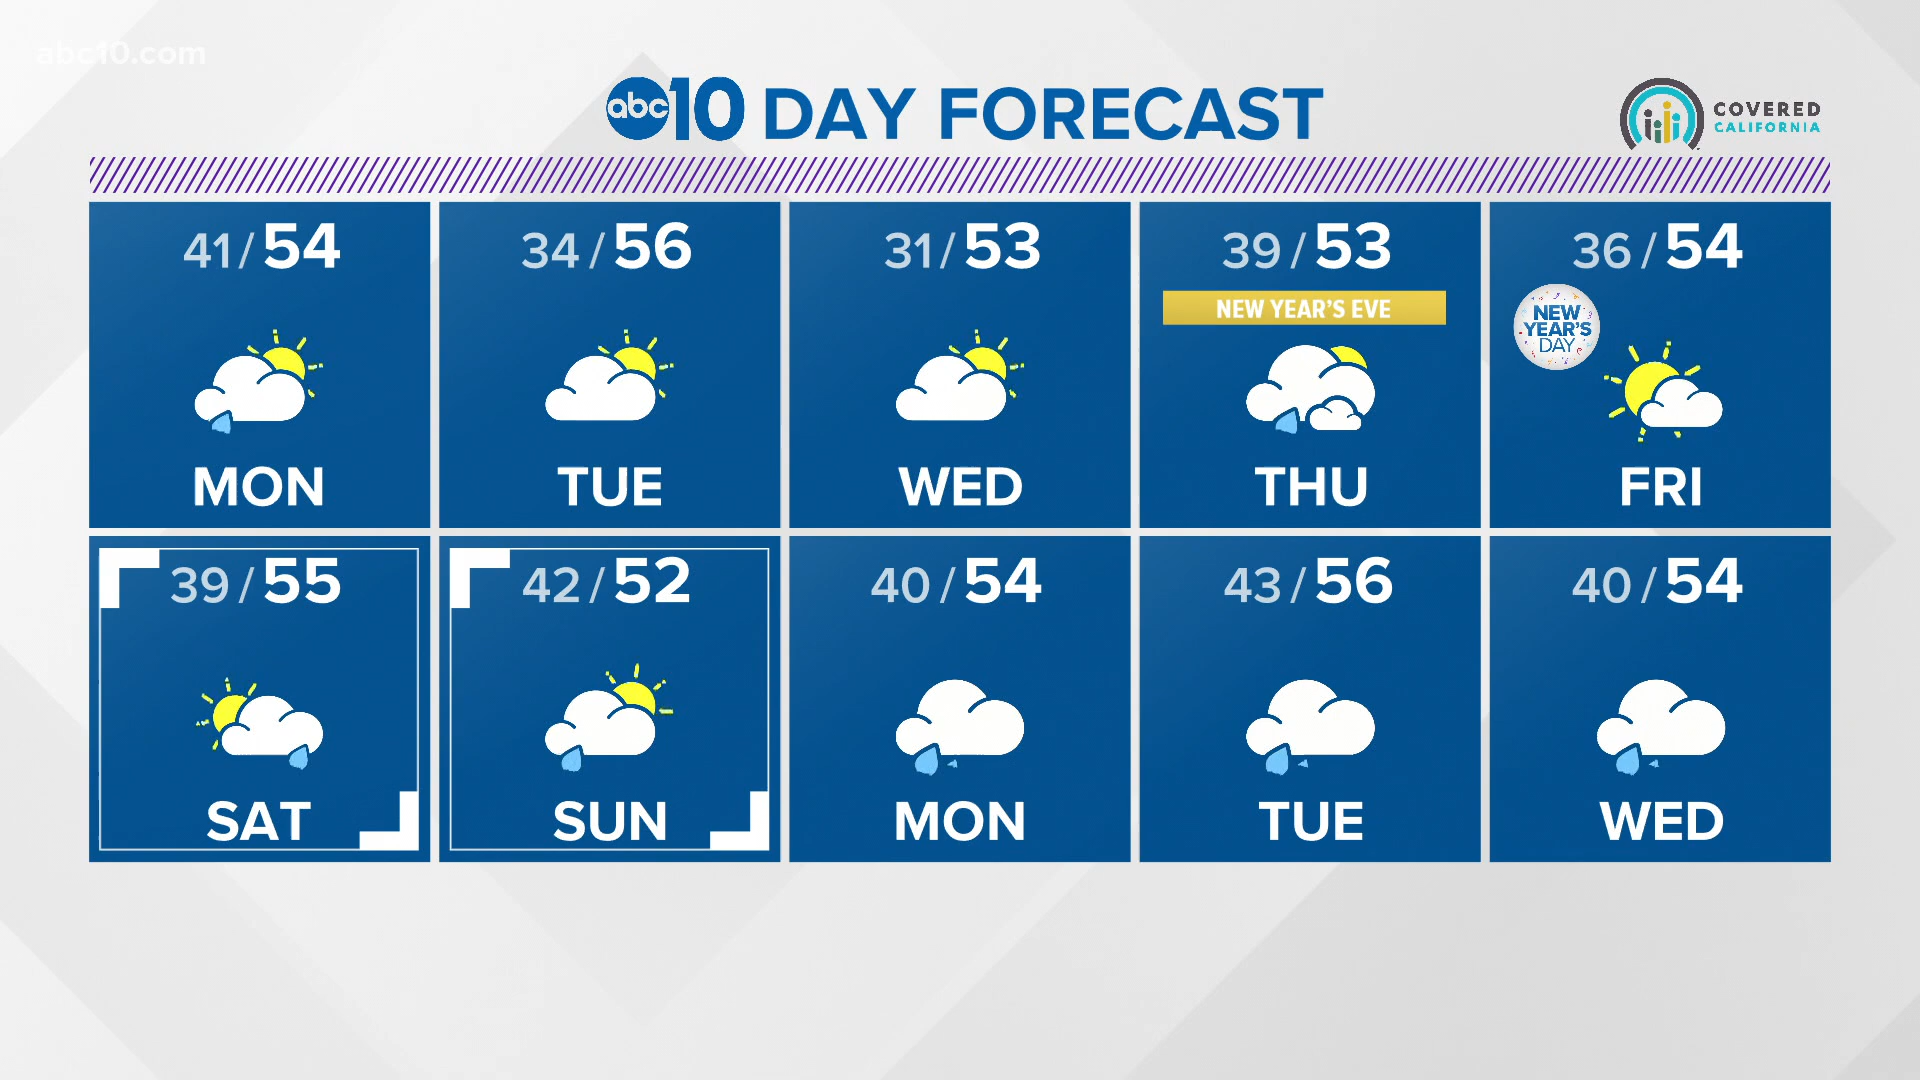 abc10.com
abc10 DAY FORECAST
COVERED
CALIFORNIA
41/54
MON
34/56
TUE
31/53
WED
39/53
NEW YEAR'S EVE
THU
36/54
NEW
YEAR'S
DAY
FRI
39/55
SAT
42/52
SUN
40/54
MON
43/56
TUE
40/54
WED